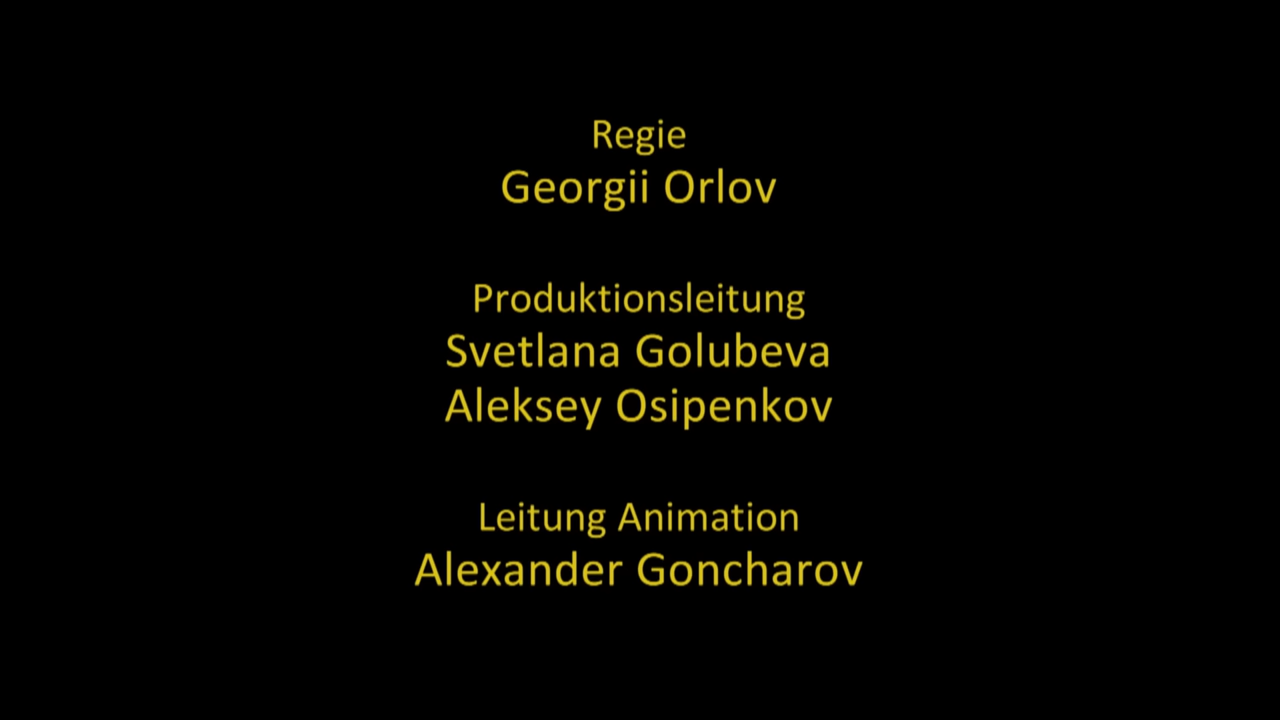 Regie
Georgii Orlov
Produktionsleitung
Svetlana Golubeva
Aleksey Osipenkov
Leitung Animation
Alexander Goncharov